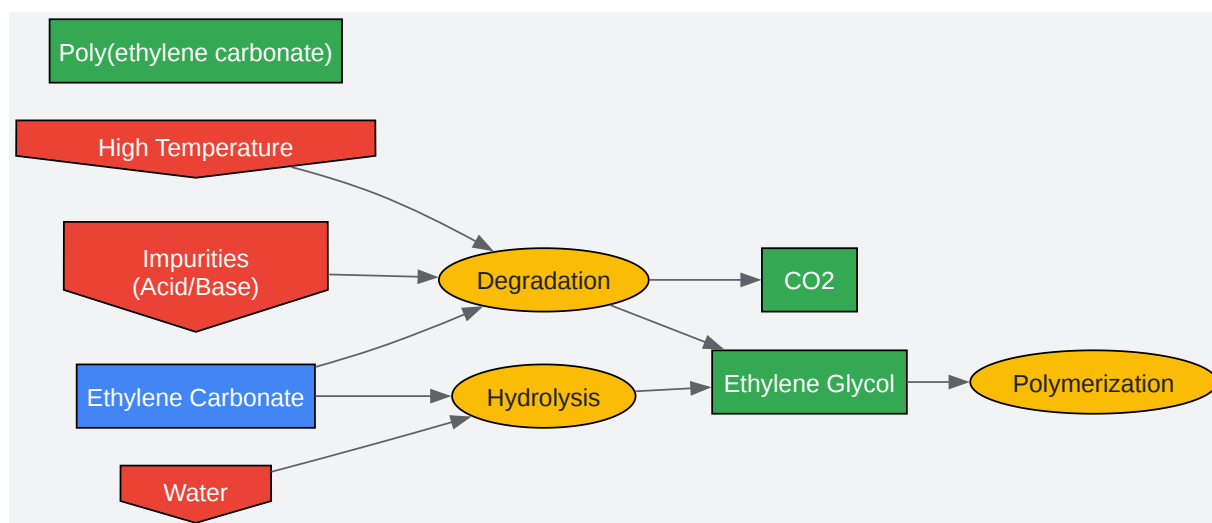 Poly(ethylene carbonate)
High Temperature
Impurities
(Acid/Base)
Degradation
CO2
Ethylene Carbonate
Hydrolysis
Ethylene Glycol
Polymerization
Water